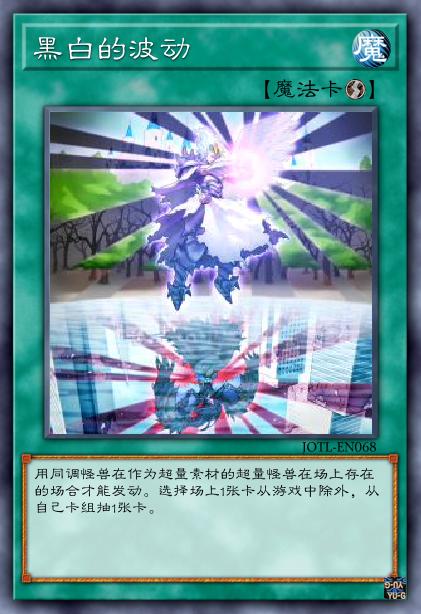 黑白的波动
魔
【魔法卡】
JOTL-EN068
用同调怪兽在作为超量素材的超量怪兽在场上存在
的场合才能发动。选择场上1张卡从游戏中除外，从
自己卡组抽1张卡。